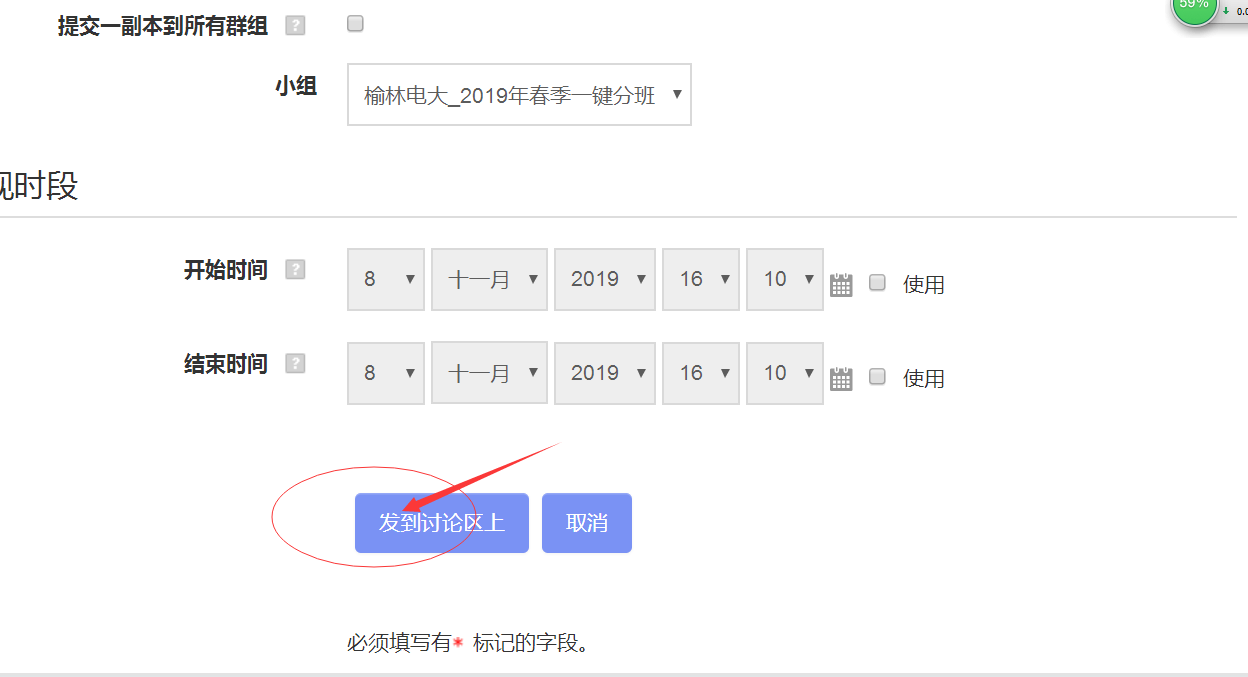 提交一副本到所有群组 ?
59%
小组 榆林电大_2019年春季一键分班
现时段
开始时间 ? 8 十一月 2019 16 10 使用
结束时间 ? 8 十一月 2019 16 10 使用
发到讨论区上 取消
必须填写有* 标记的字段。